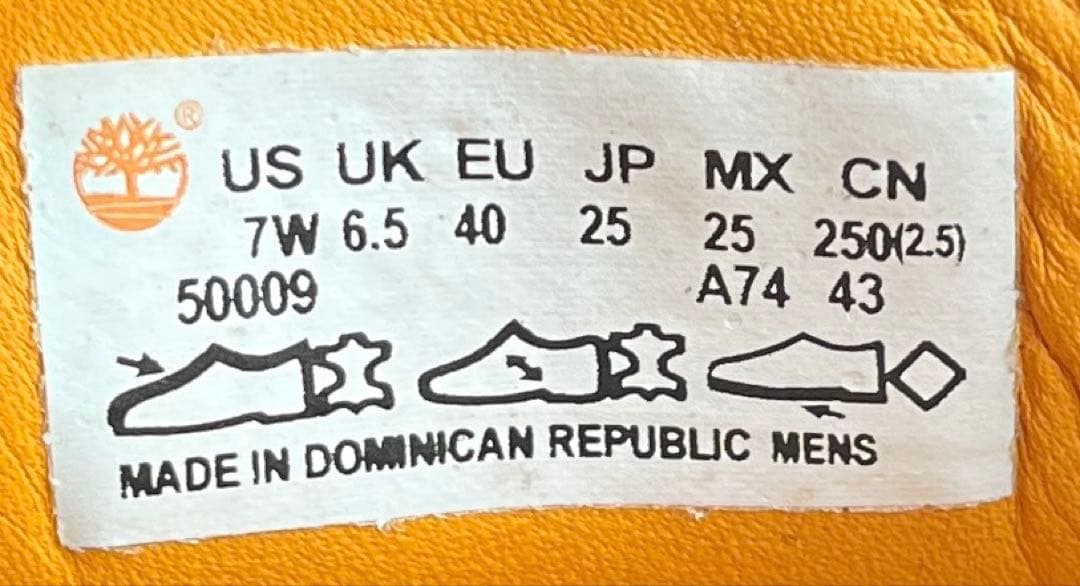 ®
US UK EU JP MX CN
7W 6.5 40 25 25 250(2.5)
50009 A74 43
MADE IN DOMINICAN REPUBLIC MENS